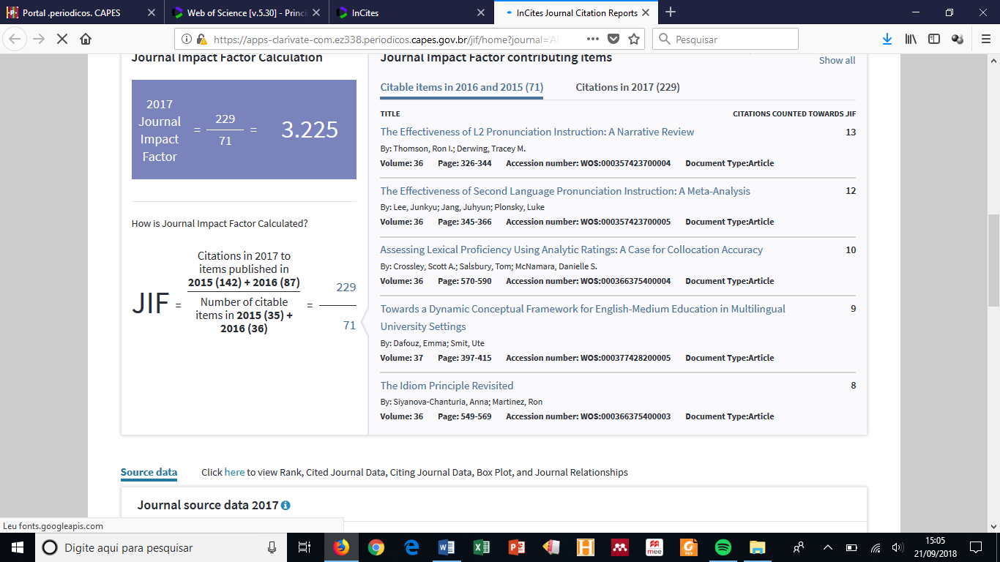 Portal .periodicos. CAPES
Web of Science [v.5.30] - Princi
InCites
InCites Journal Citation Reports
https://apps-clarivate-com.ez338.periodicos.capes.gov.br/jif/home?journal=
Pesquisar
Journal Impact Factor Calculation
2017
Journal
Impact
Factor
=
229
71
=
3.225
How is Journal Impact Factor Calculated?
JIF =
Citations in 2017 to
items published in
2015 (142) + 2016 (87)
Number of citable
items in 2015 (35) +
2016 (36)
=
229
71
Journal Impact Factor contributing items
Show all
Citable items in 2016 and 2015 (71)
Citations in 2017 (229)
TITLE
CITATIONS COUNTED TOWARDS JIF
The Effectiveness of L2 Pronunciation Instruction: A Narrative Review 13
By: Thomson, Ron I.; Derwing, Tracey M.
Volume: 36 Page: 326-344 Accession number: WOS:000357423700004 Document Type:Article
The Effectiveness of Second Language Pronunciation Instruction: A Meta-Analysis 12
By: Lee, Junkyu; Jang, Juhyun; Plonsky, Luke
Volume: 36 Page: 345-366 Accession number: WOS:000357423700005 Document Type:Article
Assessing Lexical Proficiency Using Analytic Ratings: A Case for Collocation Accuracy 10
By: Crossley, Scott A.; Salsbury, Tom; McNamara, Danielle S.
Volume: 36 Page: 570-590 Accession number: WOS:000366375400004 Document Type:Article
Towards a Dynamic Conceptual Framework for English-Medium Education in Multilingual 9
University Settings
By: Dafouz, Emma; Smit, Ute
Volume: 37 Page: 397-415 Accession number: WOS:000377428200005 Document Type:Article
The Idiom Principle Revisited 8
By: Siyanova-Chanturia, Anna; Martinez, Ron
Volume: 36 Page: 549-569 Accession number: WOS:000366375400003 Document Type:Article
Source data
Click here to view Rank, Cited Journal Data, Citing Journal Data, Box Plot, and Journal Relationships
Journal source data 2017
Leu fonts.googleapis.com
Digite aqui para pesquisar
mee
PDF
15:05
21/09/2018